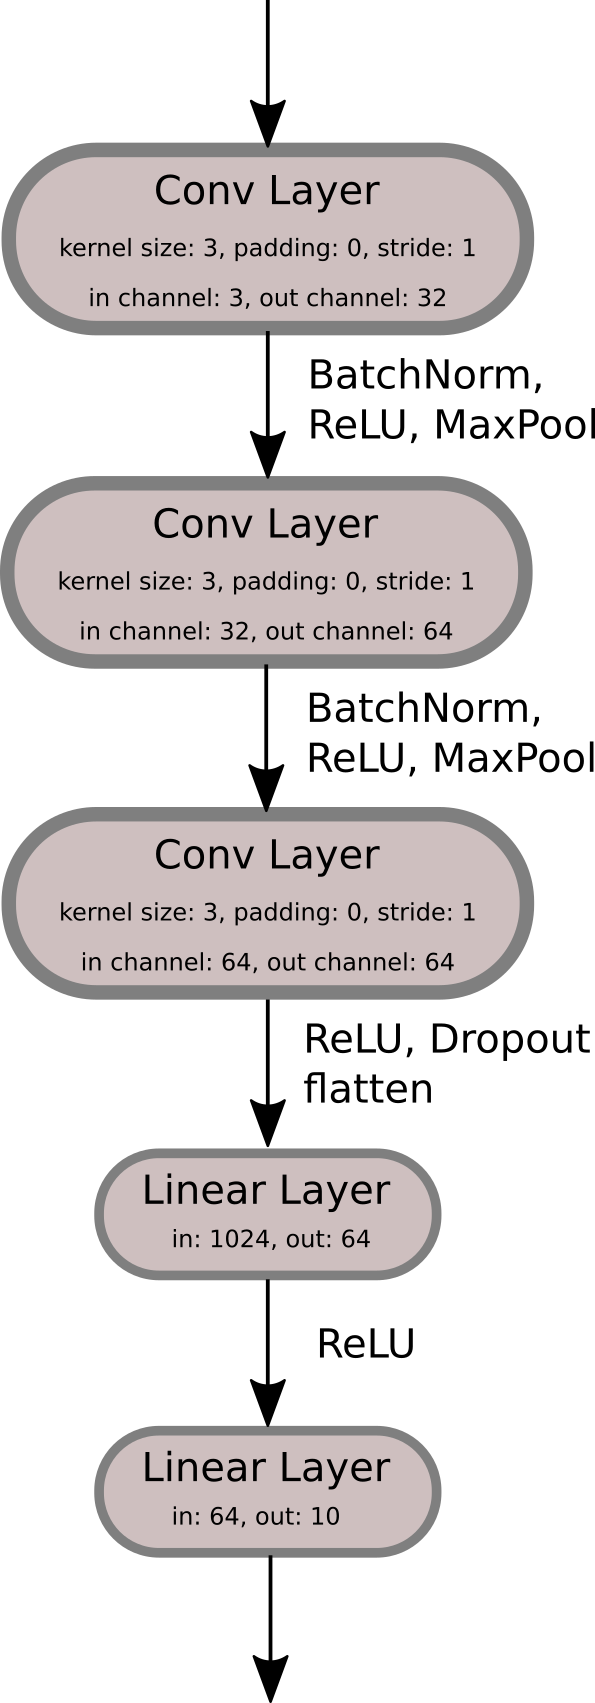 Conv Layer
kernel size: 3, padding: 0, stride: 1
in channel: 3, out channel: 32
BatchNorm,
ReLU, MaxPool
Conv Layer
kernel size: 3, padding: 0, stride: 1
in channel: 32, out channel: 64
BatchNorm,
ReLU, MaxPool
Conv Layer
kernel size: 3, padding: 0, stride: 1
in channel: 64, out channel: 64
ReLU, Dropout
flatten
Linear Layer
in: 1024, out: 64
ReLU
Linear Layer
in: 64, out: 10